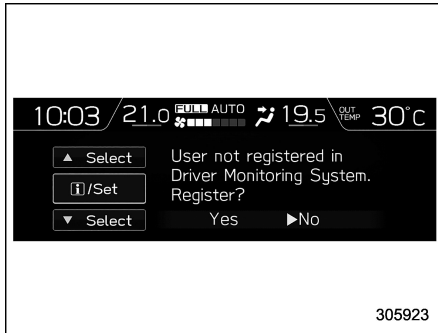 10:03 21.0 FULL AUTO 19.5 OUT TEMP 30°C
▲ Select
i/Set
▼ Select
User not registered in
Driver Monitoring System.
Register?
Yes ▶No
305923